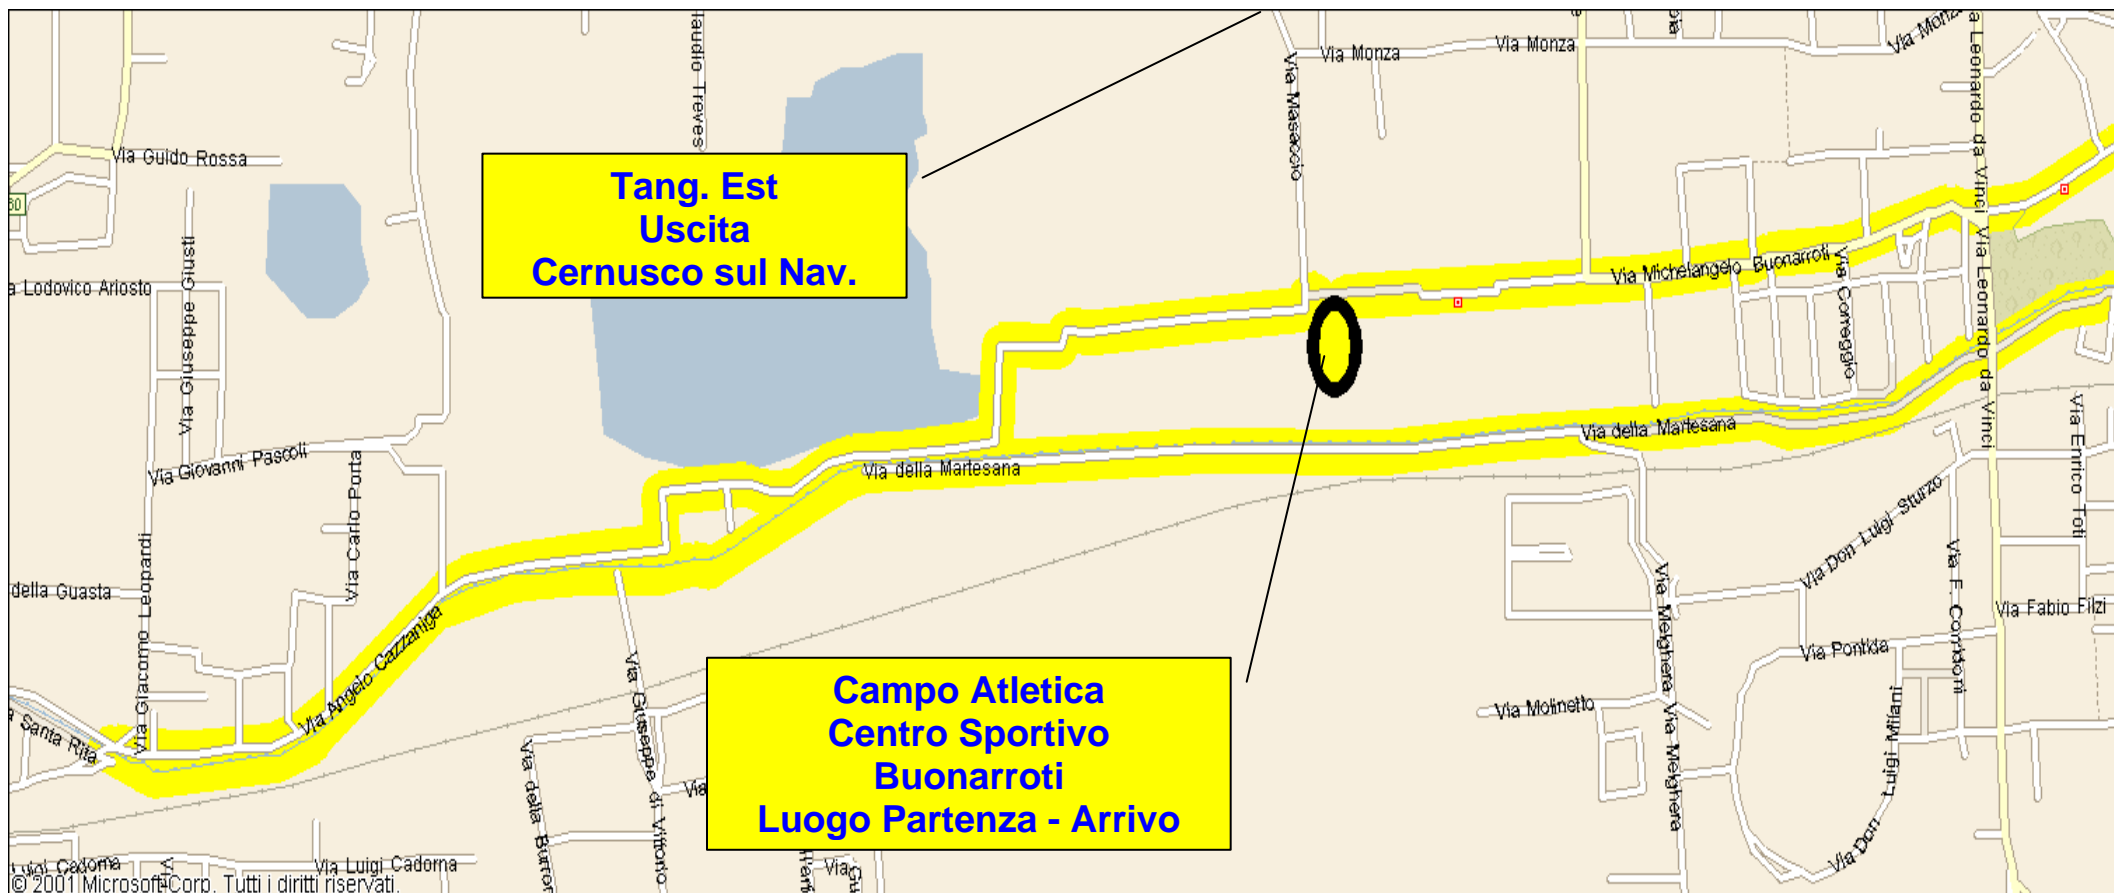 laudio Treves
Via Monza
Via Monza
Via Monza
a Leonardo da Vinci
Via Masaccio
Via Guido Rossa
Tang. Est
Uscita
Cernusco sul Nav.
30
Via Giuseppe Giusti
a Lodovico Ariosto
Via Michelangelo Buonarroti
Via Correggio
Via Leonardo da Vinci
Via Giovanni Pascoli
Via Carlo Porta
Via della Martesana
Via della Martesana
Via Enrico Toti
Via Don Luigi Sturzo
Via F. Corridoni
Via Fabio Filzi
della Guasta
Via Giacomo Leopardi
Via Angelo Cazzaniga
a Santa Rita
Via Giuseppe di Vittorio
Via della Burror
Via Melghera
Via Melghera
Via Pontida
Via Molinetto
Via Don Luigi Milani
Campo Atletica
Centro Sportivo
Buonarroti
Luogo Partenza - Arrivo
Via
Luigi Cadorna
Via
Via Luigi Cadorna
© 2001 Microsoft Corp. Tutti i diritti riservati.